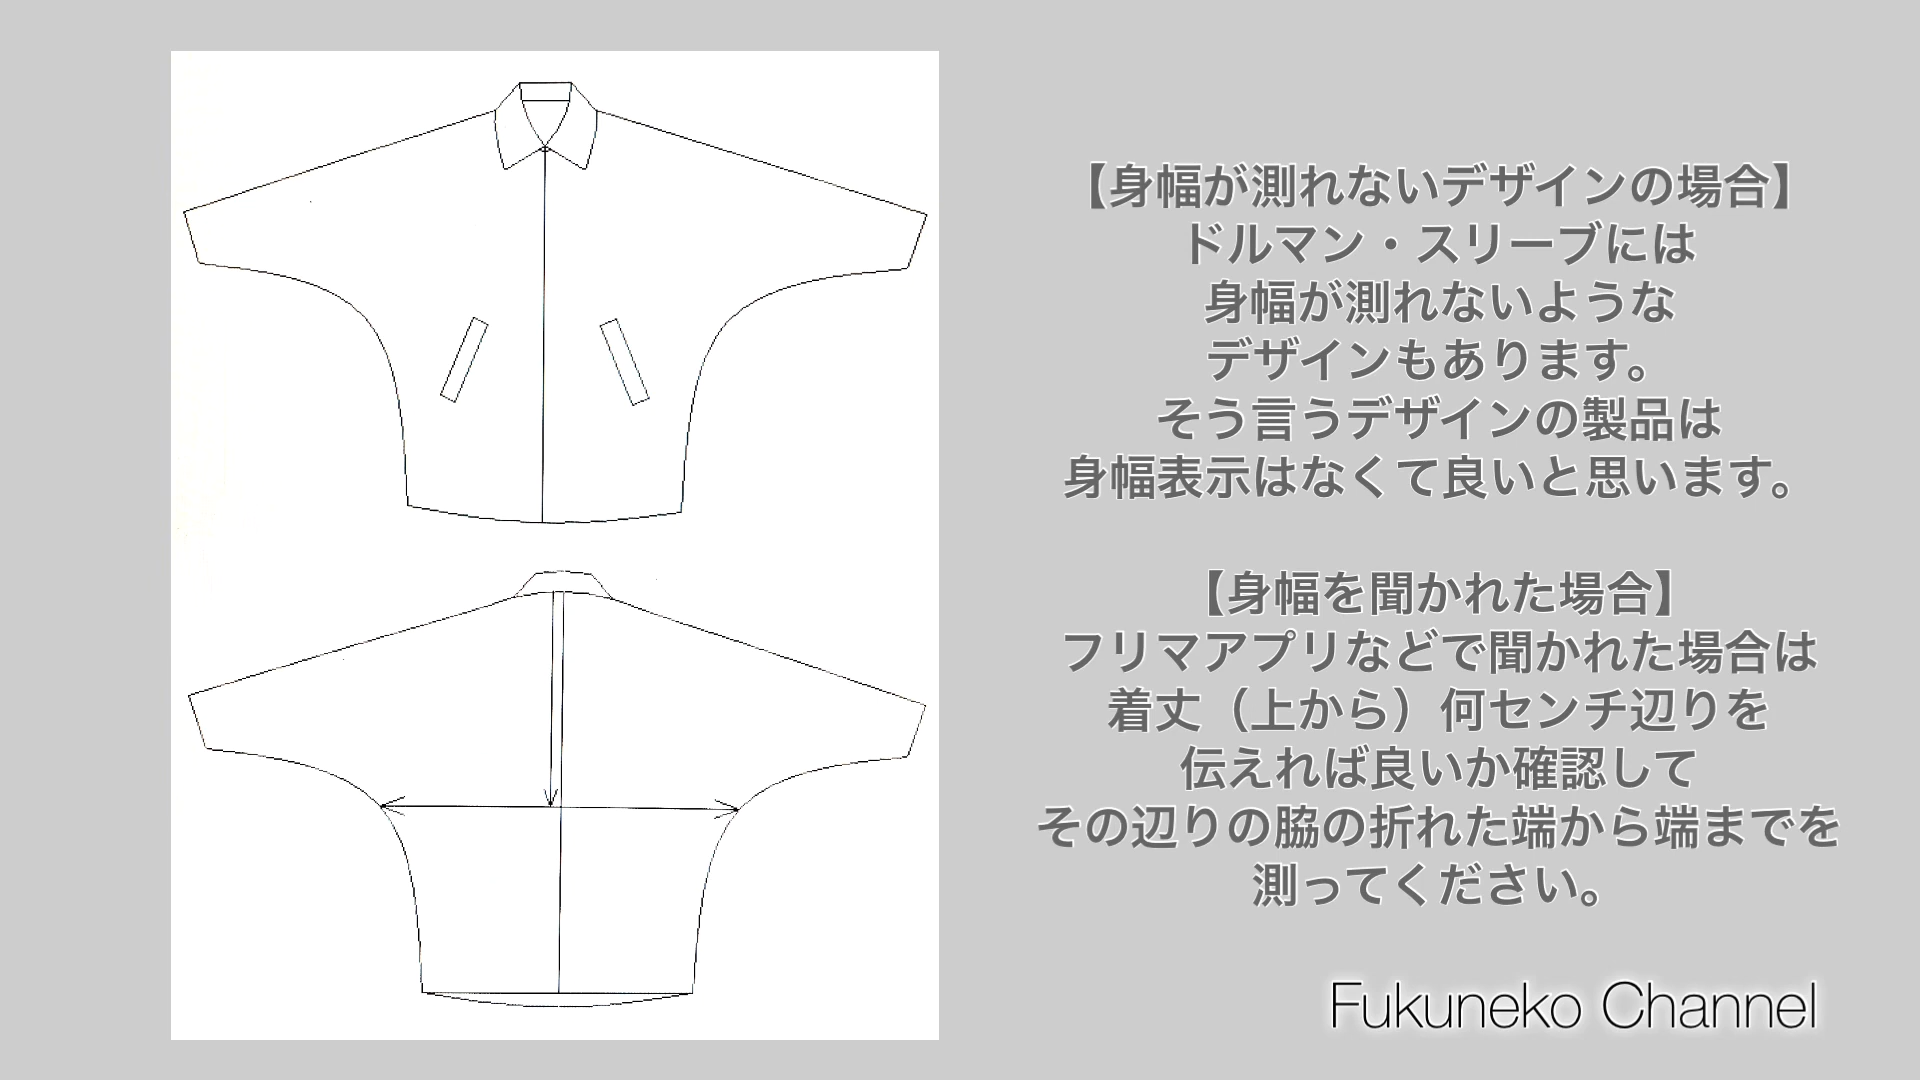 【身幅が測れないデザインの場合】
ドルマン・スリーブには
身幅が測れないような
デザインもあります。
そう言うデザインの製品は
身幅表示はなくて良いと思います。
【身幅を聞かれた場合】
フリマアプリなどで聞かれた場合は
着丈（上から）何センチ辺りを
伝えれば良いか確認して
その辺りの脇の折れた端から端までを
測ってください。
Fukuneko Channel